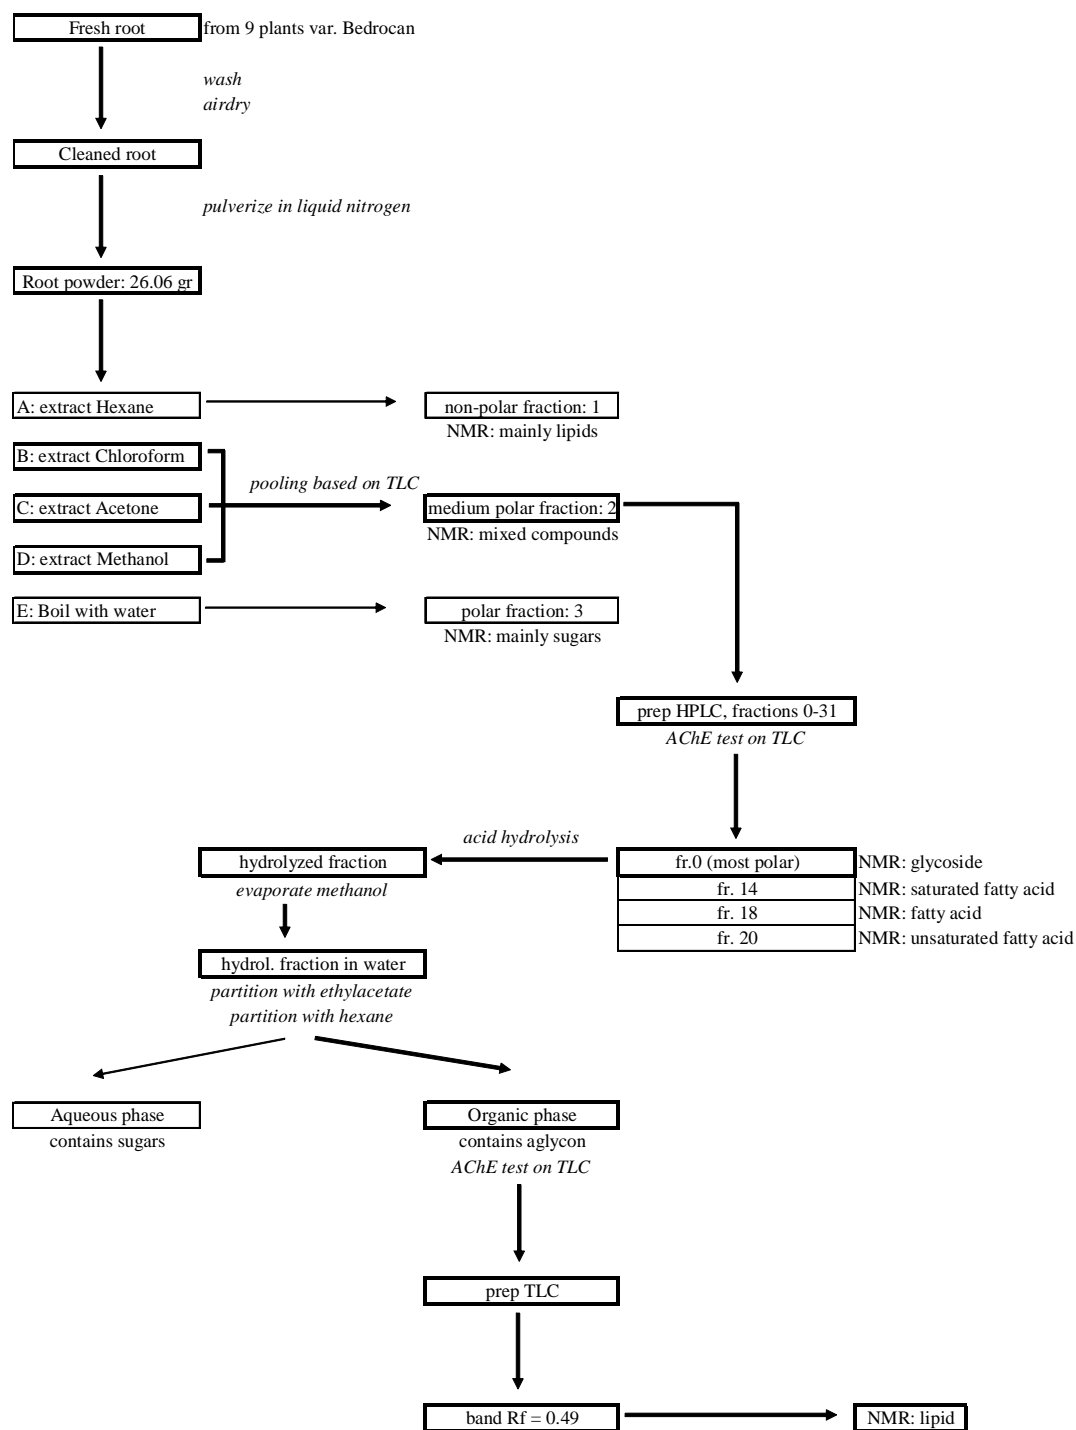 Fresh root
from 9 plants var. Bedrocan
wash
airdry
Cleaned root
pulverize in liquid nitrogen
Root powder: 26.06 gr
A: extract Hexane
non-polar fraction: 1
NMR: mainly lipids
B: extract Chloroform
pooling based on TLC
C: extract Acetone
medium polar fraction: 2
NMR: mixed compounds
D: extract Methanol
E: Boil with water
polar fraction: 3
NMR: mainly sugars
prep HPLC, fractions 0-31
AChE test on TLC
acid hydrolysis
hydrolyzed fraction
fr.0 (most polar)
NMR: glycoside
evaporate methanol
fr. 14
NMR: saturated fatty acid
fr. 18
NMR: fatty acid
fr. 20
NMR: unsaturated fatty acid
hydrol. fraction in water
partition with ethylacetate
partition with hexane
Aqueous phase
contains sugars
Organic phase
contains aglycon
AChE test on TLC
prep TLC
band Rf = 0.49
NMR: lipid